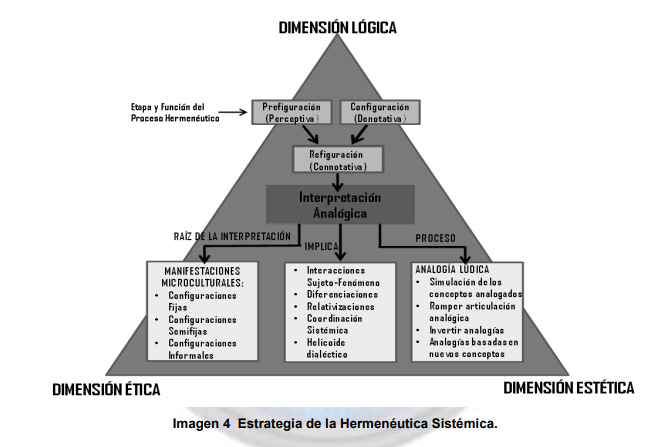 DIMENSIÓN LÓGICA
Etapa y Función del
Proceso Hermenéutico
Prefiguración
(Perceptiva)
Configuración
(Denotativa)
Refiguración
(Connotativa)
Interpretación
Analógica
RAÍZ DE LA INTERPRETACIÓN
IMPLICA
PROCESO
MANIFESTACIONES
MICROCULTURALES:
• Configuraciones
Fijas
• Configuraciones
Semifijas
• Configuraciones
Informales
• Interacciones
Sujeto-Fenómeno
• Diferenciaciones
• Relativizaciones
• Coordinación
Sistémica
• Helicoide
dialéctico
ANALOGÍA LÚDICA
• Simulación de los
conceptos analogados
• Romper articulación
analógica
• Invertir analogías
• Analogías basadas en
nuevos conceptos
DIMENSIÓN ÉTICA
DIMENSIÓN ESTÉTICA
Imagen 4 Estrategia de la Hermenéutica Sistémica.